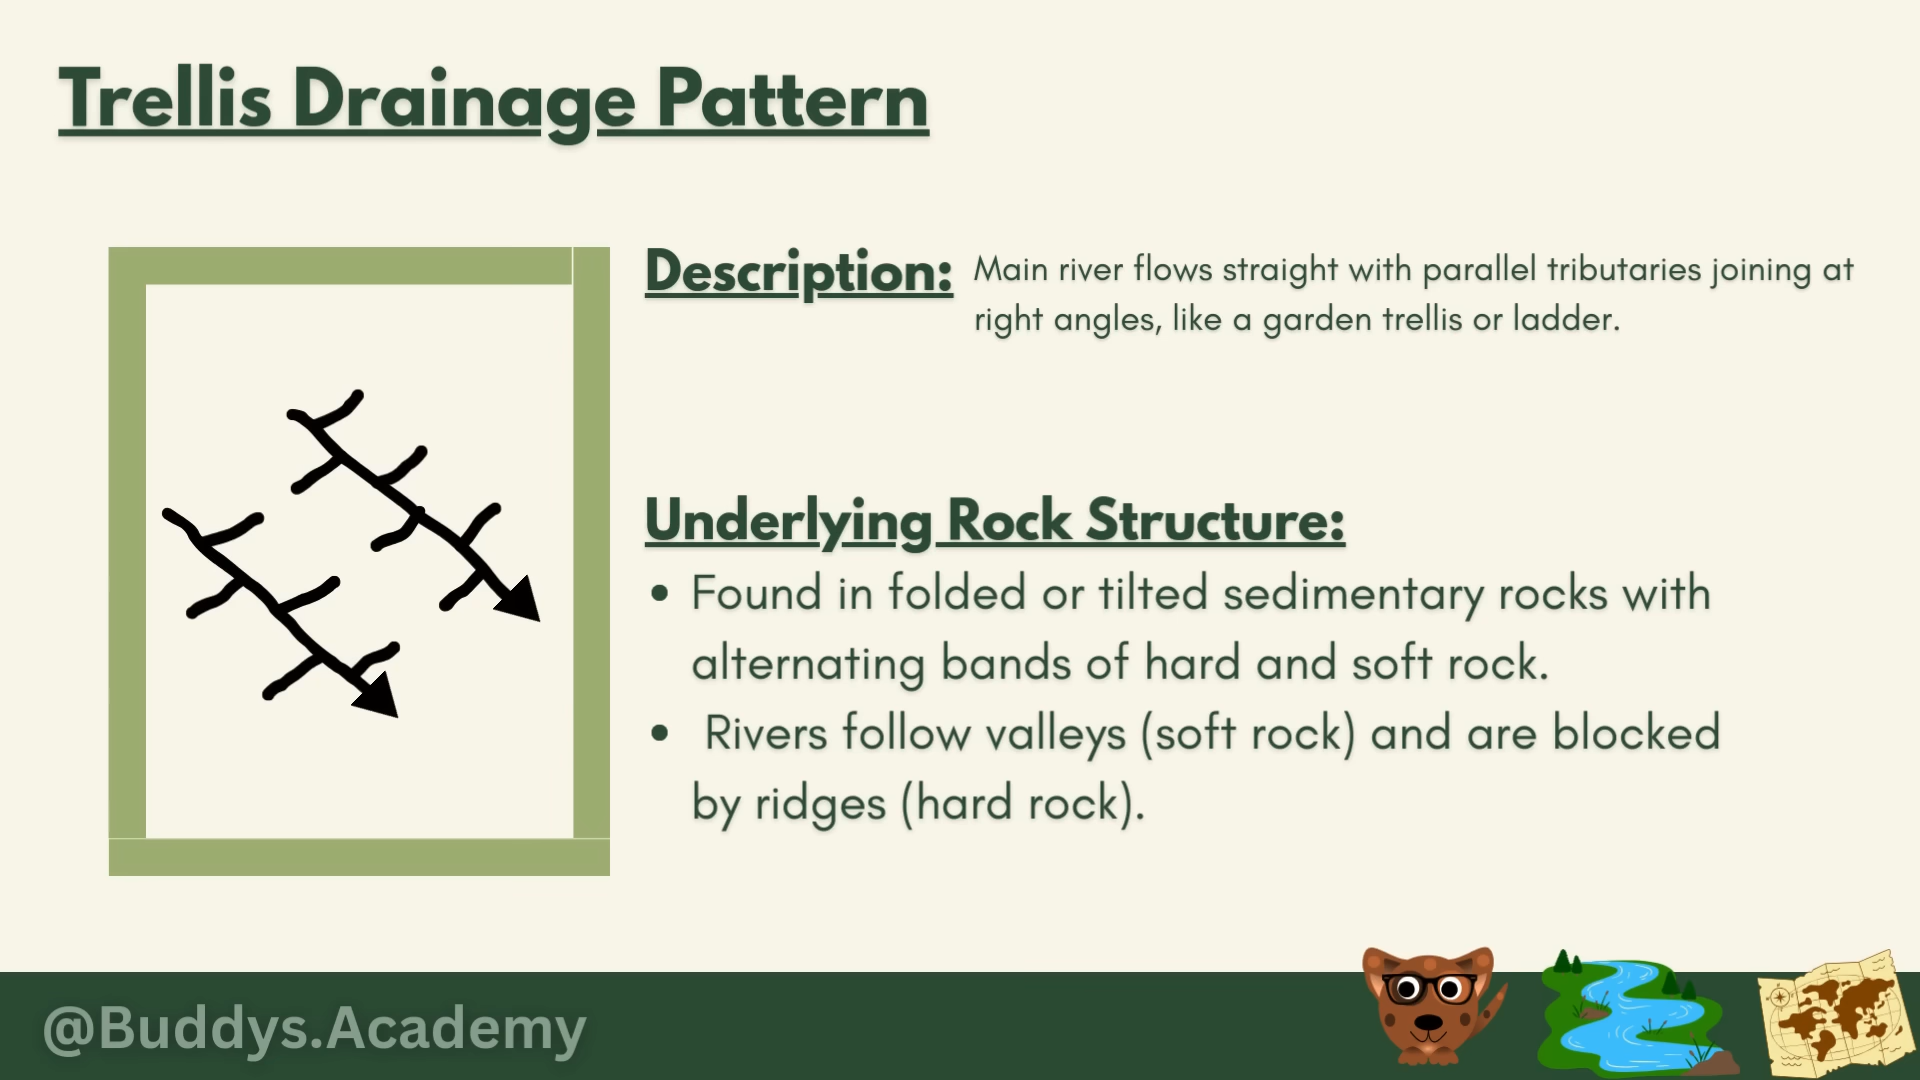 Trellis Drainage Pattern
Description: Main river flows straight with parallel tributaries joining at
right angles, like a garden trellis or ladder.
Underlying Rock Structure:
• Found in folded or tilted sedimentary rocks with
alternating bands of hard and soft rock.
• Rivers follow valleys (soft rock) and are blocked
by ridges (hard rock).
@Buddys.Academy